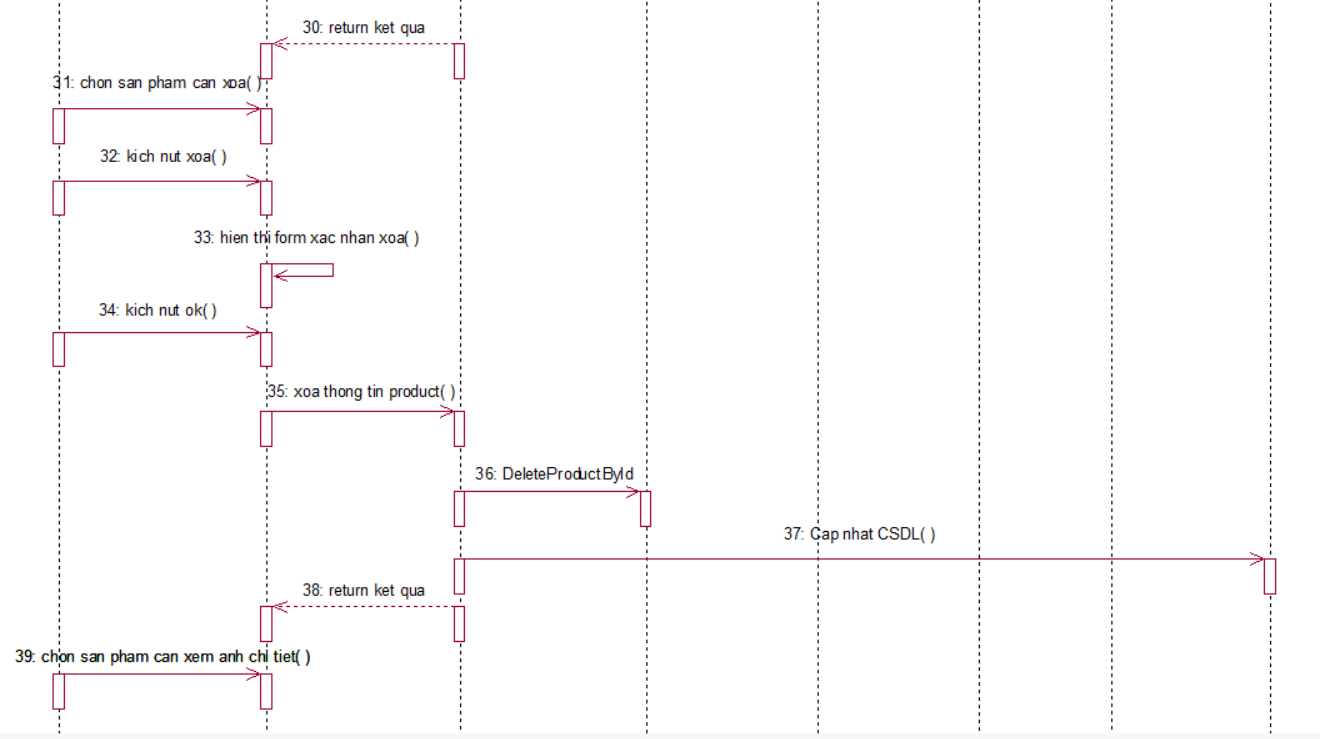 30: return ket qua
31: chon san pham can xoa( )
32: kich nut xoa( )
33: hien thi form xac nhan xoa( )
34: kich nut ok( )
35: xoa thong tin product( )
36: DeleteProductById
37: Cap nhat CSDL( )
38: return ket qua
39: chon san pham can xem anh chi tiet( )